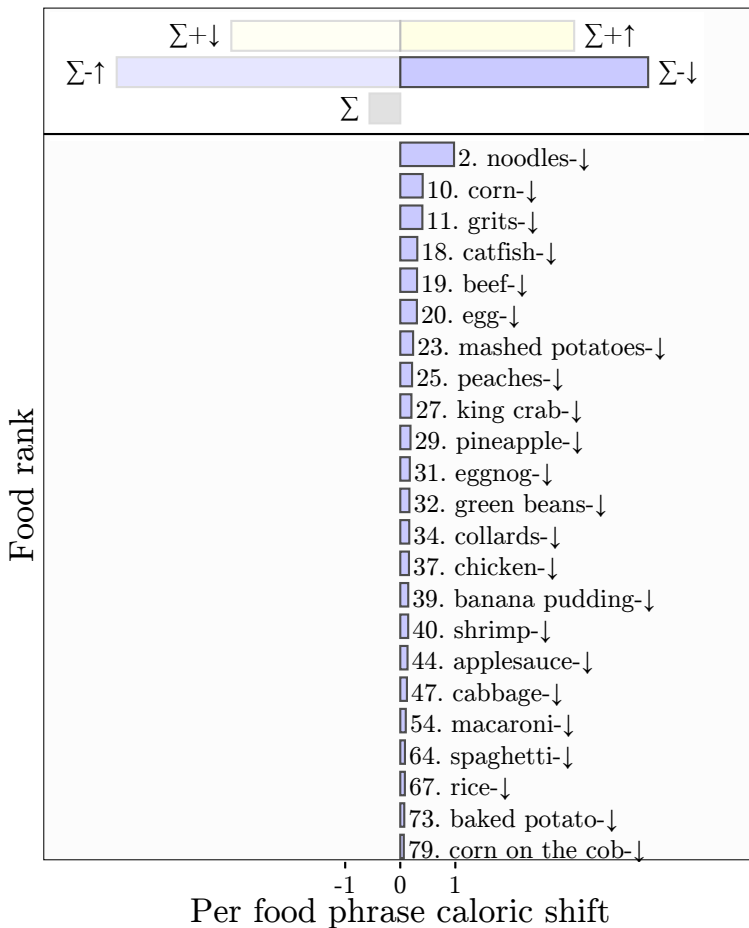 ∑+↓ ∑+↑
∑-↑ ∑-↓
∑
2. noodles-↓
10. corn-↓
11. grits-↓
18. catfish-↓
19. beef-↓
20. egg-↓
23. mashed potatoes-↓
25. peaches-↓
27. king crab-↓
29. pineapple-↓
31. eggnog-↓
32. green beans-↓
34. collards-↓
37. chicken-↓
39. banana pudding-↓
40. shrimp-↓
44. applesauce-↓
47. cabbage-↓
54. macaroni-↓
64. spaghetti-↓
67. rice-↓
73. baked potato-↓
79. corn on the cob-↓
Food rank
-1 0 1
Per food phrase caloric shift